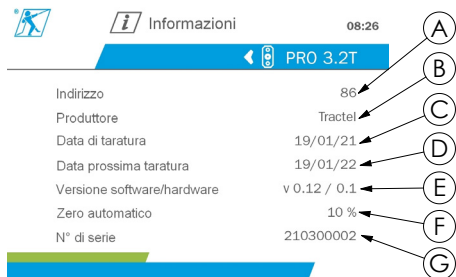 i Informazioni 08:26
PRO 3.2T
Indirizzo 86
Produttore Tractel
Data di taratura 19/01/21
Data prossima taratura 19/01/22
Versione software/hardware v 0.12 / 0.1
Zero automatico 10 %
N° di serie 210300002
A
B
C
D
E
F
G